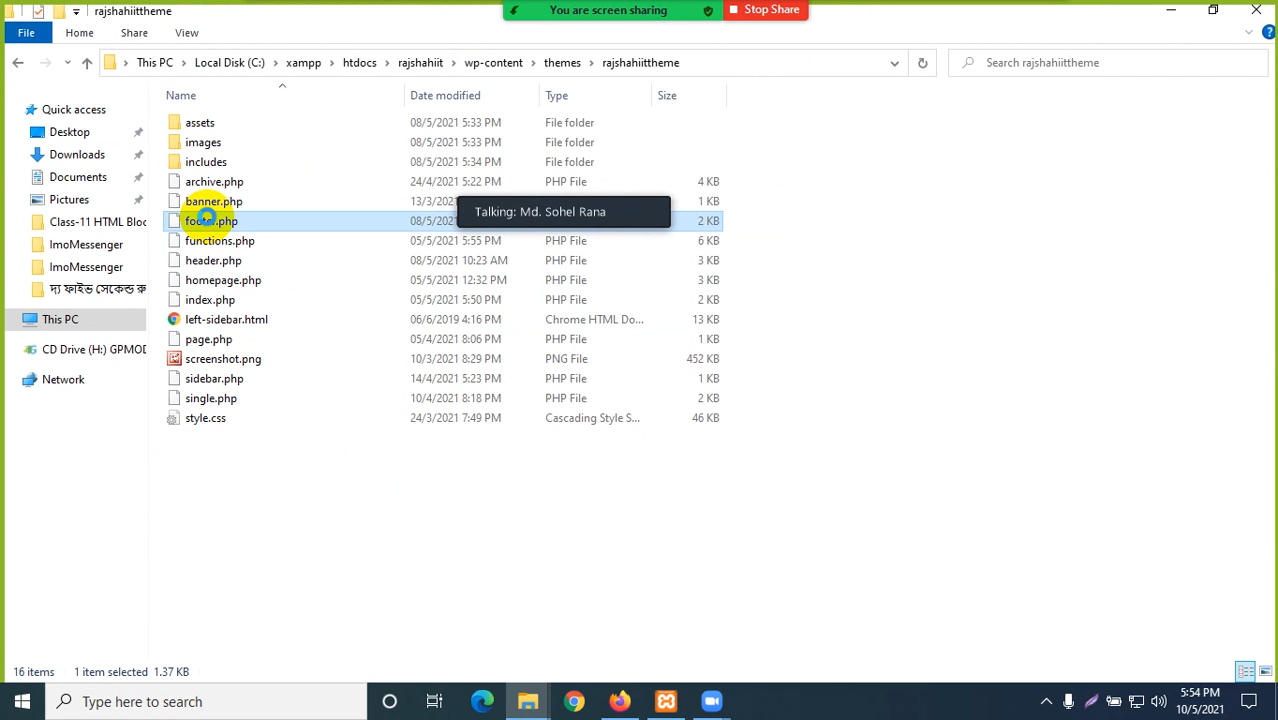 rajshahiittheme
You are screen sharing
Stop Share
File
Home
Share
View
This PC
Local Disk (C:)
xampp
htdocs
rajshahiit
wp-content
themes
rajshahiittheme
Search rajshahiittheme
Name
Date modified
Type
Size
Quick access
Desktop
Downloads
Documents
Pictures
Class-11 HTML Bloc
ImoMessenger
ImoMessenger
দ্য ফাইভ সেকেন্ড রু
This PC
CD Drive (H:) GPMOD
Network
assets 08/5/2021 5:33 PM File folder
images 08/5/2021 5:33 PM File folder
includes 08/5/2021 5:34 PM File folder
archive.php 24/4/2021 5:22 PM PHP File 4 KB
banner.php 13/3/202 1 KB
footer.php 08/5/202 2 KB
Talking: Md. Sohel Rana
functions.php 05/5/2021 5:55 PM PHP File 6 KB
header.php 08/5/2021 10:23 AM PHP File 3 KB
homepage.php 05/5/2021 12:32 PM PHP File 3 KB
index.php 05/5/2021 5:50 PM PHP File 2 KB
left-sidebar.html 06/6/2019 4:16 PM Chrome HTML Do... 13 KB
page.php 05/4/2021 8:06 PM PHP File 1 KB
screenshot.png 10/3/2021 8:29 PM PNG File 452 KB
sidebar.php 14/4/2021 5:23 PM PHP File 1 KB
single.php 10/4/2021 8:18 PM PHP File 2 KB
style.css 24/3/2021 7:49 PM Cascading Style S... 46 KB
16 items
1 item selected 1.37 KB
Type here to search
5:54 PM
10/5/2021